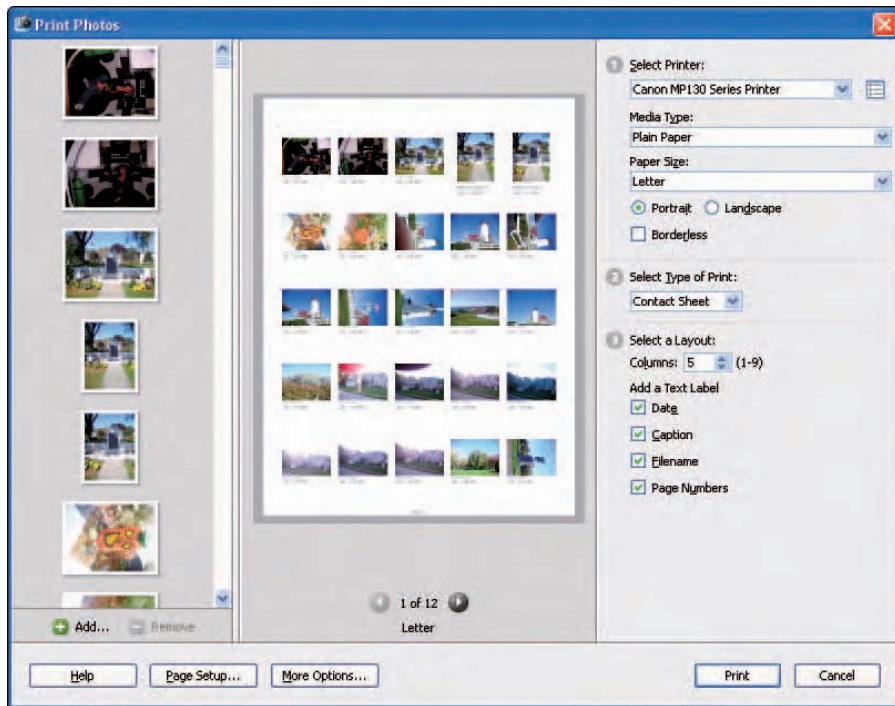 Print Photos
Add...
Remove
1 of 12
Letter
Select Printer:
Canon MP130 Series Printer
Media Type:
Plain Paper
Paper Size:
Letter
Portrait
Landscape
Borderless
2
Select Type of Print:
Contact Sheet
3
Select a Layout:
Columns: 5 (1-9)
Add a Text Label
Date
Caption
Filename
Page Numbers
Help
Page Setup...
More Options...
Print
Cancel